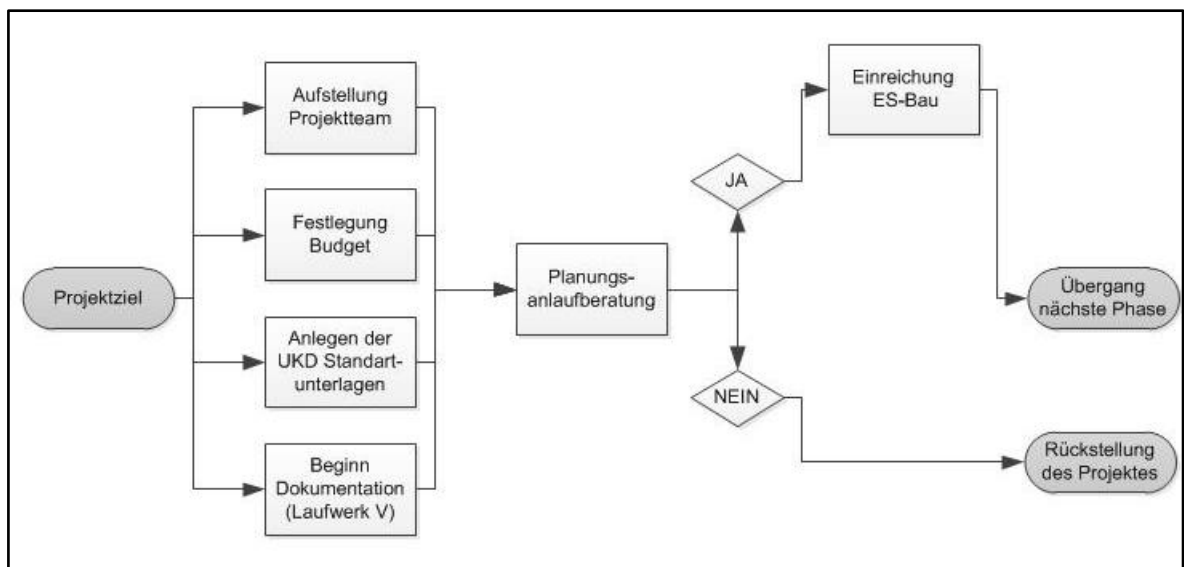 Projektziel
Aufstellung
Projektteam
Festlegung
Budget
Anlegen der
UKD Standart-
unterlagen
Beginn
Dokumentation
(Laufwerk V)
Planungs-
anlaufberatung
JA
NEIN
Einreichung
ES-Bau
Übergang
nächste Phase
Rückstellung
des Projektes